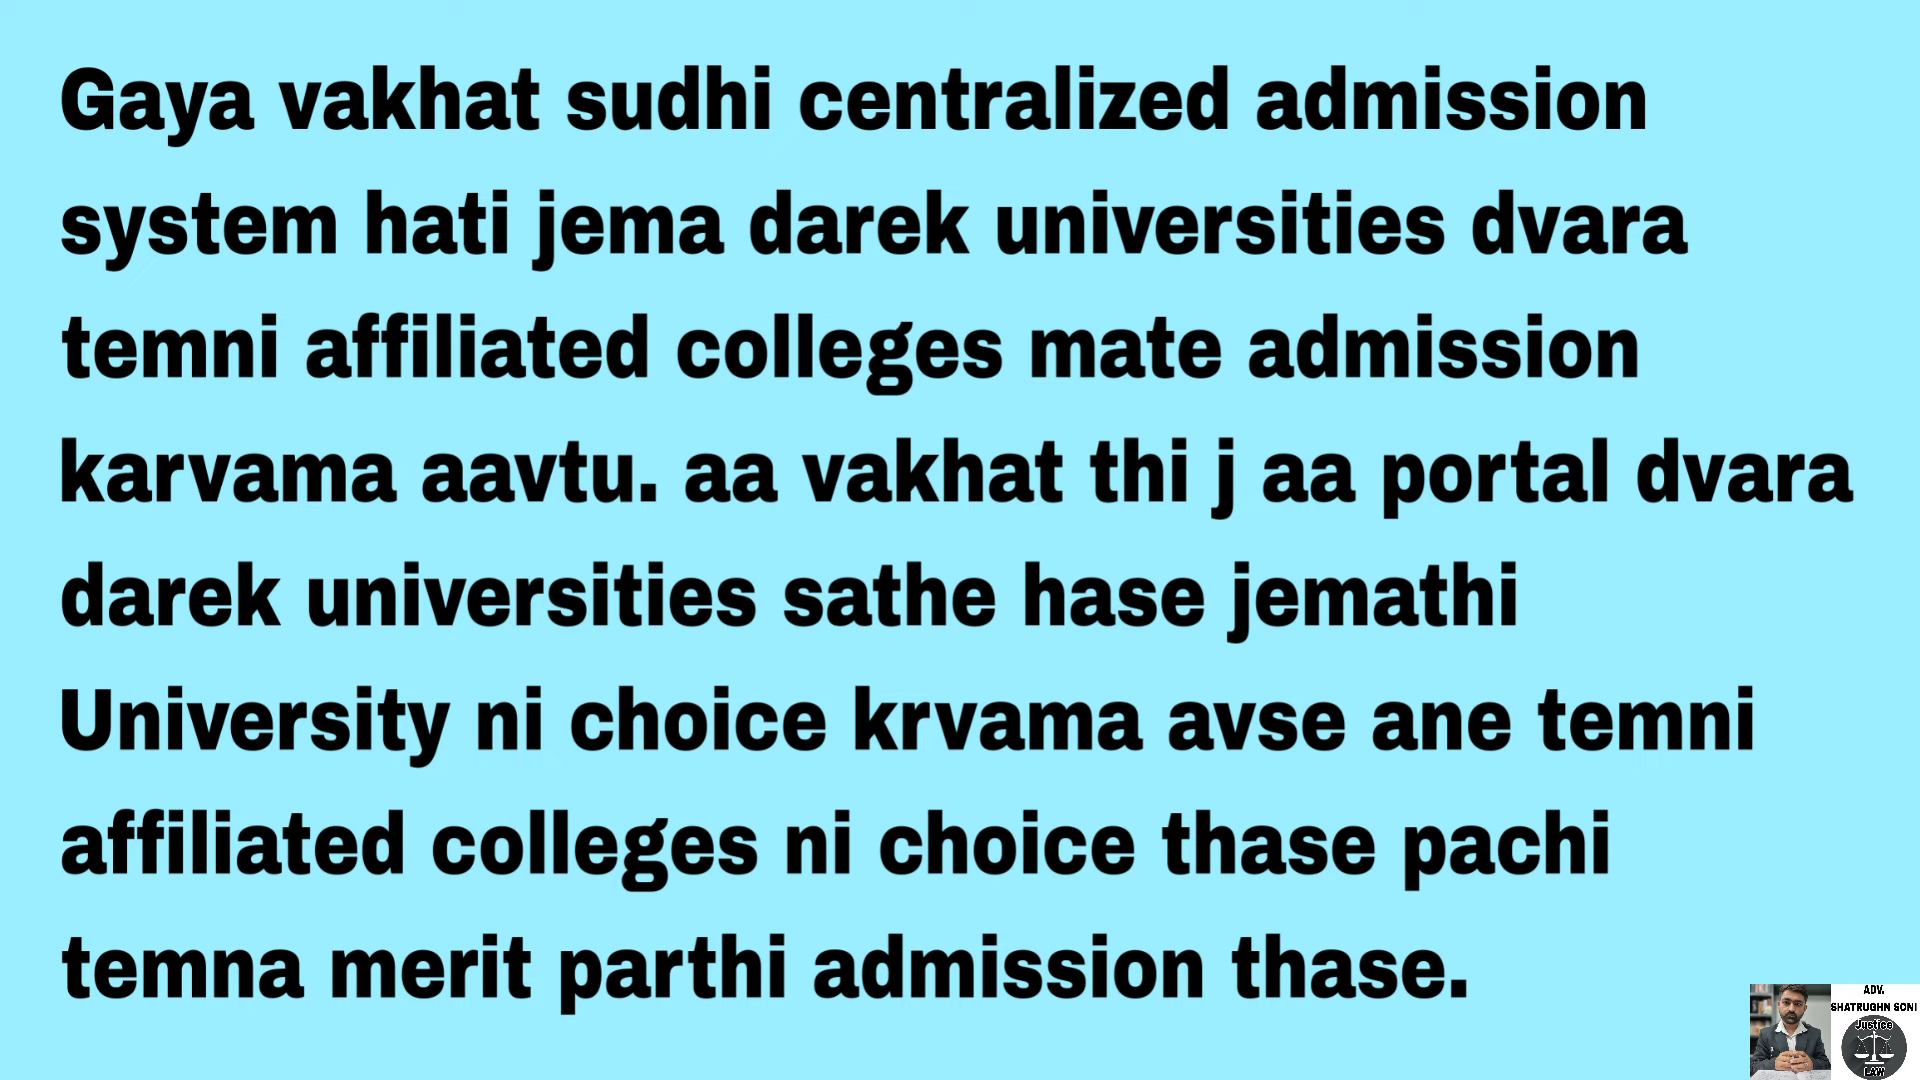 Gaya vakhat sudhi centralized admission
system hati jema darek universities dvara
temni affiliated colleges mate admission
karvama aavtu. aa vakhat thi j aa portal dvara
darek universities sathe hase jemathi
University ni choice krvama avse ane temni
affiliated colleges ni choice thase pachi
temna merit parthi admission thase.
ADV.
SHATRUGHN SONI
Justice
LAW